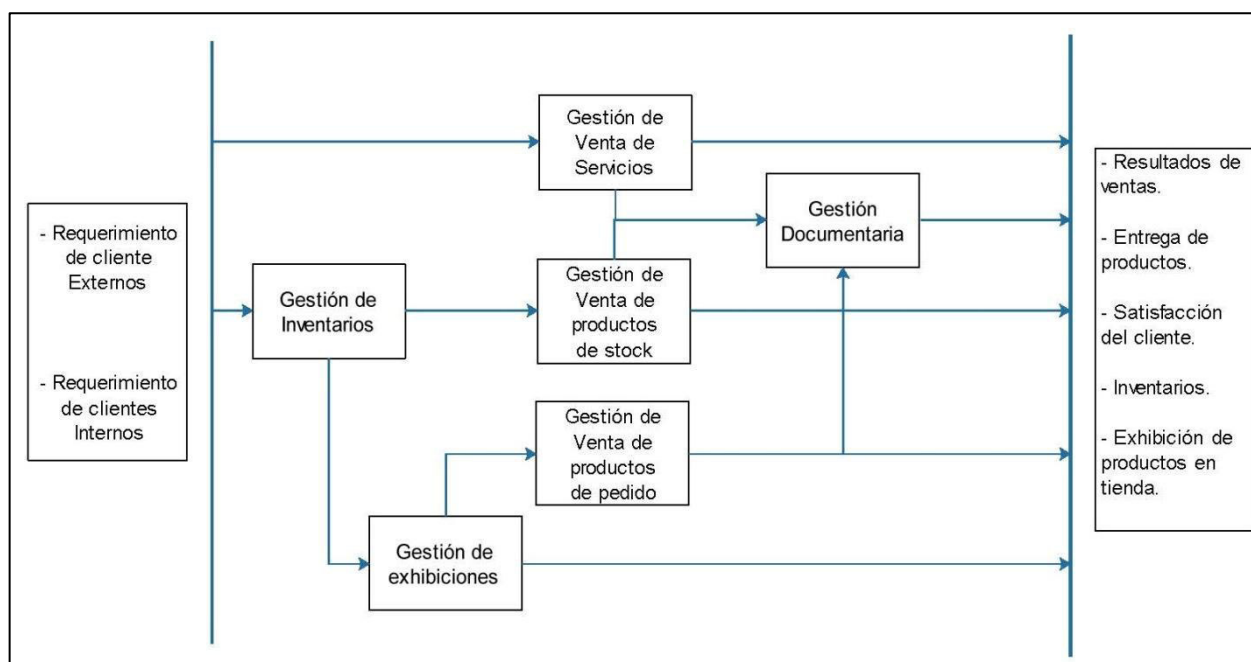 - Requerimiento
de cliente
Externos
- Requerimiento
de clientes
Internos
Gestión de
Inventarios
Gestión de
Venta de
Servicios
Gestión de
Venta de
productos
de stock
Gestión de
Venta de
productos
de pedido
Gestión de
exhibiciones
Gestión
Documentaria
- Resultados de
ventas.
- Entrega de
productos.
- Satisfacción
del cliente.
- Inventarios.
- Exhibición de
productos en
tienda.